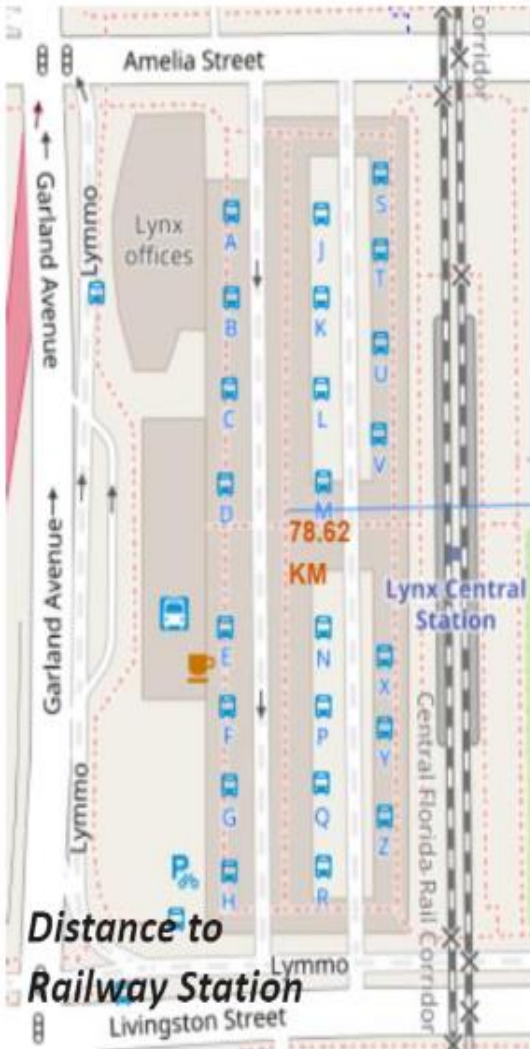 Amelia Street
Corridor
Lynx
offices
Garland Avenue
Lymmo
A
B
C
D
E
F
G
H
J
K
L
M
N
P
Q
R
S
T
U
V
X
Y
Z
78.62
KM
Lynx Central
Station
Garland Avenue
Lymmo
Central Florida Rail Corridor
P
Distance to
Railway Station
Lymmo
Livingston Street